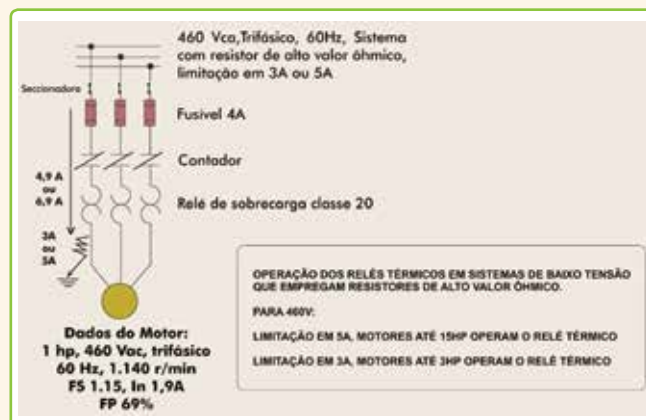 460 Vca,Trifásico, 60Hz, Sistema
com resistor de alto valor ôhmico,
limitação em 3A ou 5A
Seccionadora
Fusível 4A
Contador
4,9 A
ou
6,9 A
Relé de sobrecarga classe 20
3A
ou
5A
OPERAÇÃO DOS RELÉS TÉRMICOS EM SISTEMAS DE BAIXO TENSÃO
QUE EMPREGAM RESISTORES DE ALTO VALOR ÔHMICO.
PARA 460V:
LIMITAÇÃO EM 5A, MOTORES ATÉ 15HP OPERAM O RELÉ TÉRMICO
LIMITAÇÃO EM 3A, MOTORES ATÉ 3HP OPERAM O RELÉ TÉRMICO
Dados do Motor:
1 hp, 460 Vac, trifásico
60 Hz, 1.140 r/min
FS 1.15, In 1,9A
FP 69%